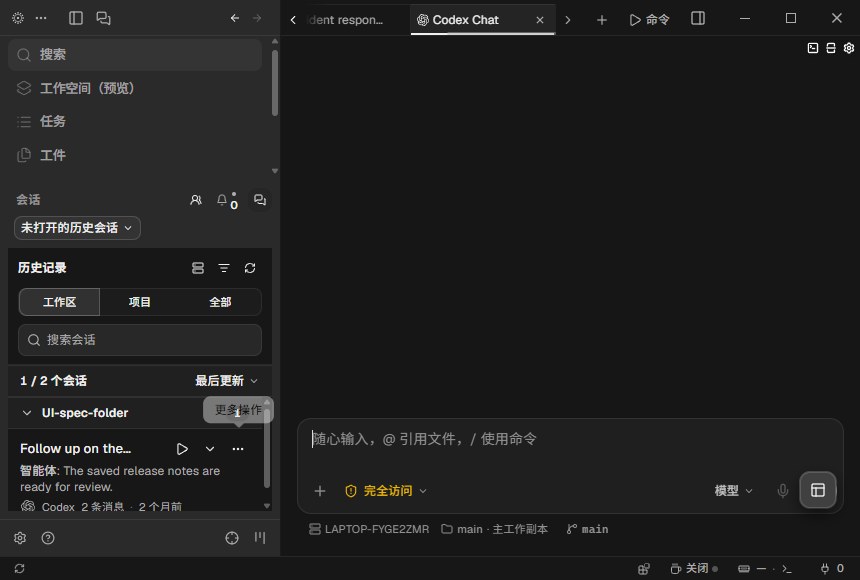 dent respon...
Codex Chat
命令
搜索
工作空间（预览）
任务
工件
会话
0
未打开的历史会话
历史记录
工作区
项目
全部
搜索会话
1 / 2 个会话
最后更新
UI-spec-folder
更多操作
Follow up on the...
智能体: The saved release notes are
ready for review.
Codex 2 条消息 · 2 个月前
随心输入，@ 引用文件，/ 使用命令
完全访问
模型
LAPTOP-FYGE2ZMR
main · 主工作副本
main
关闭
0